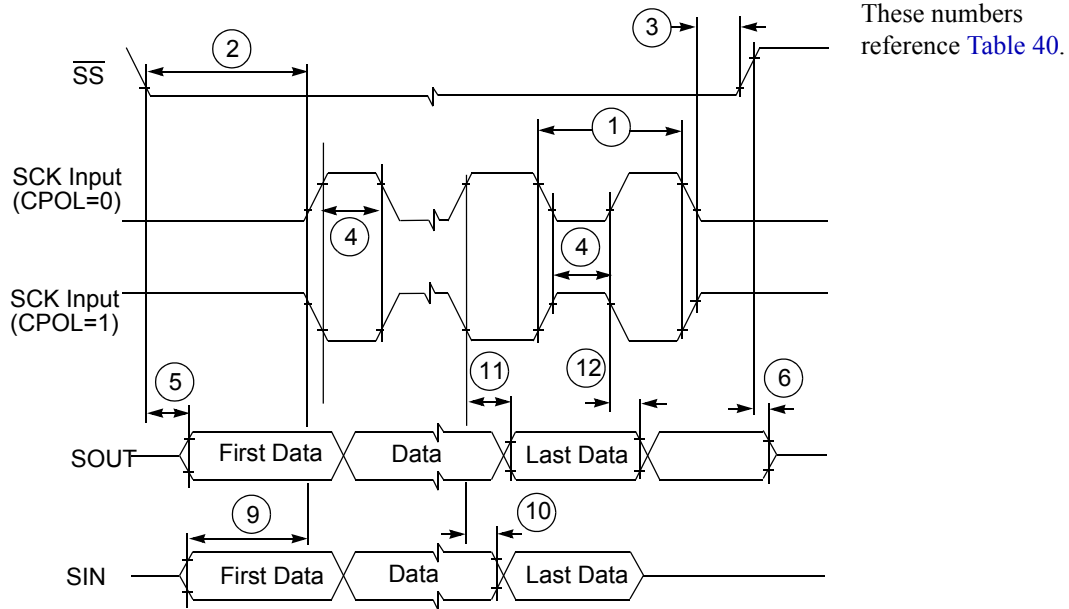 These numbers
reference Table 40.
3
2
SS
1
SCK Input
(CPOL=0)
4
4
SCK Input
(CPOL=1)
5
11
12
6
SOUT
First Data
Data
Last Data
9
10
SIN
First Data
Data
Last Data